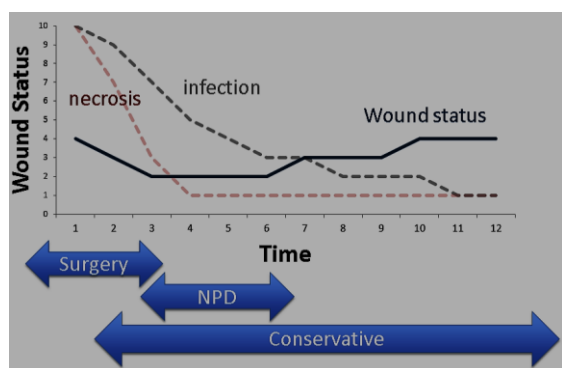 Wound Status
10
9
8
7
6
5
4
3
2
1
0
necrosis
infection
Wound status
1 2 3 4 5 6 7 8 9 10 11 12
Time
Surgery
NPD
Conservative